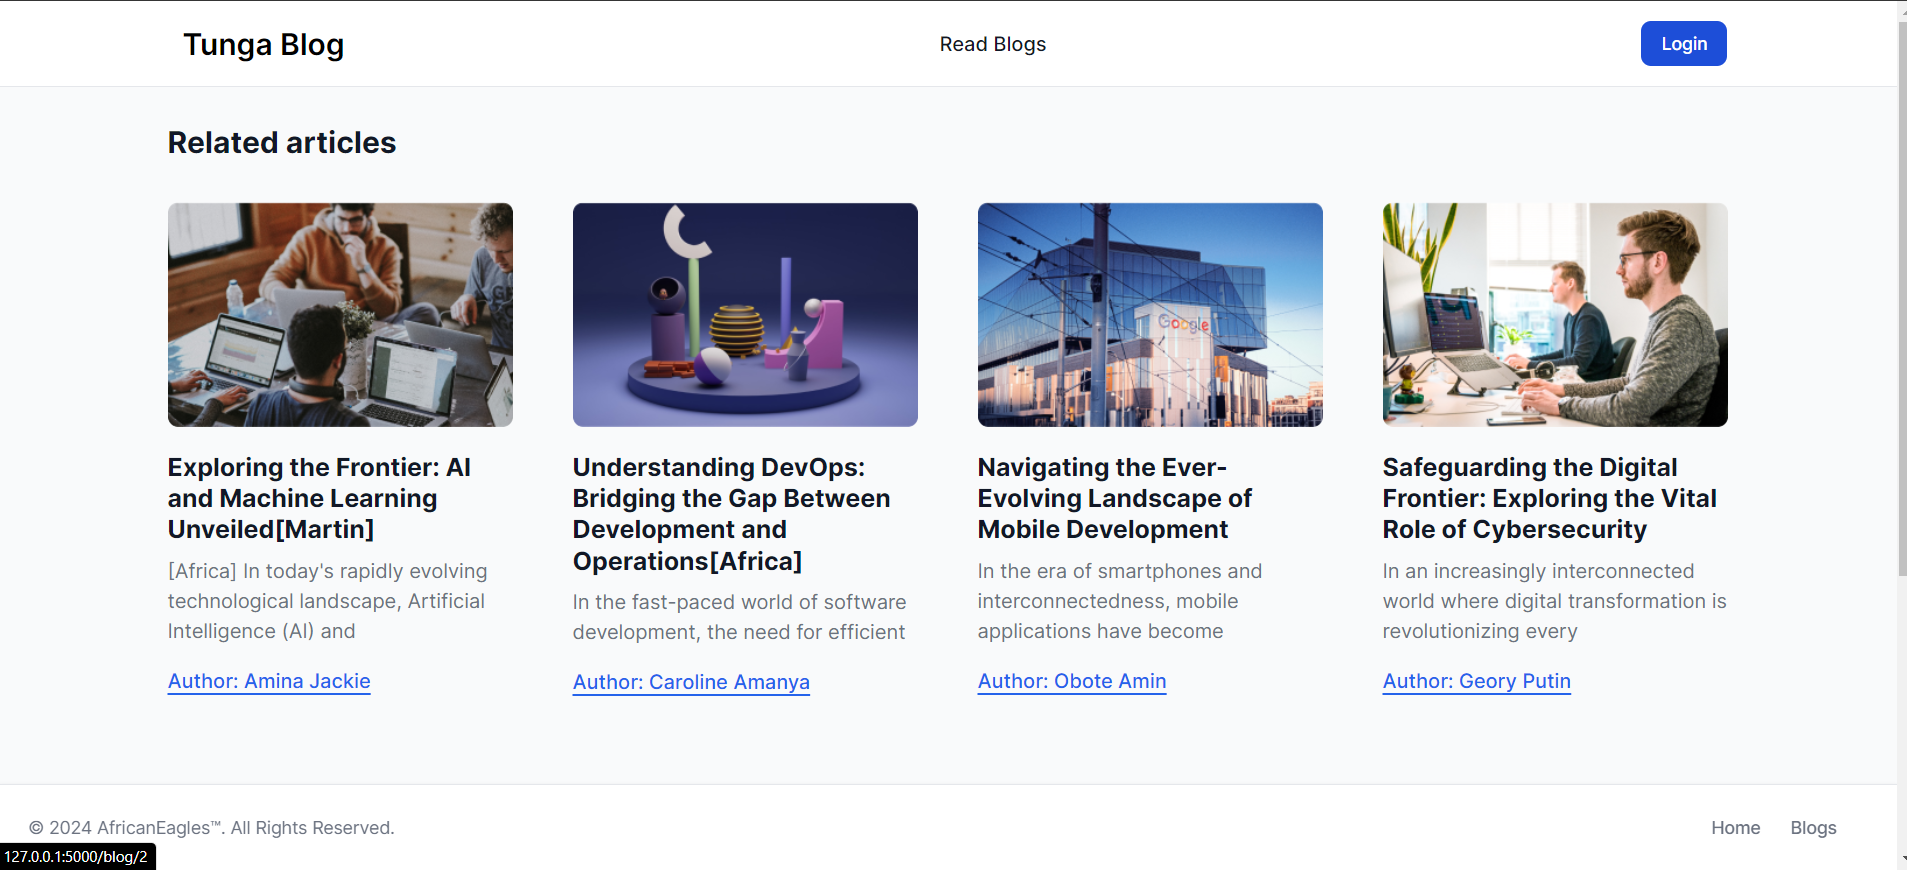 Tunga Blog
Read Blogs
Login
Related articles
Google
Exploring the Frontier: AI
and Machine Learning
Unveiled[Martin]
[Africa] In today's rapidly evolving
technological landscape, Artificial
Intelligence (AI) and
Author: Amina Jackie
Understanding DevOps:
Bridging the Gap Between
Development and
Operations[Africa]
In the fast-paced world of software
development, the need for efficient
Author: Caroline Amanya
Navigating the Ever-
Evolving Landscape of
Mobile Development
In the era of smartphones and
interconnectedness, mobile
applications have become
Author: Obote Amin
Safeguarding the Digital
Frontier: Exploring the Vital
Role of Cybersecurity
In an increasingly interconnected
world where digital transformation is
revolutionizing every
Author: Geory Putin
© 2024 AfricanEagles™. All Rights Reserved.
Home
Blogs
127.0.0.1:5000/blog/2